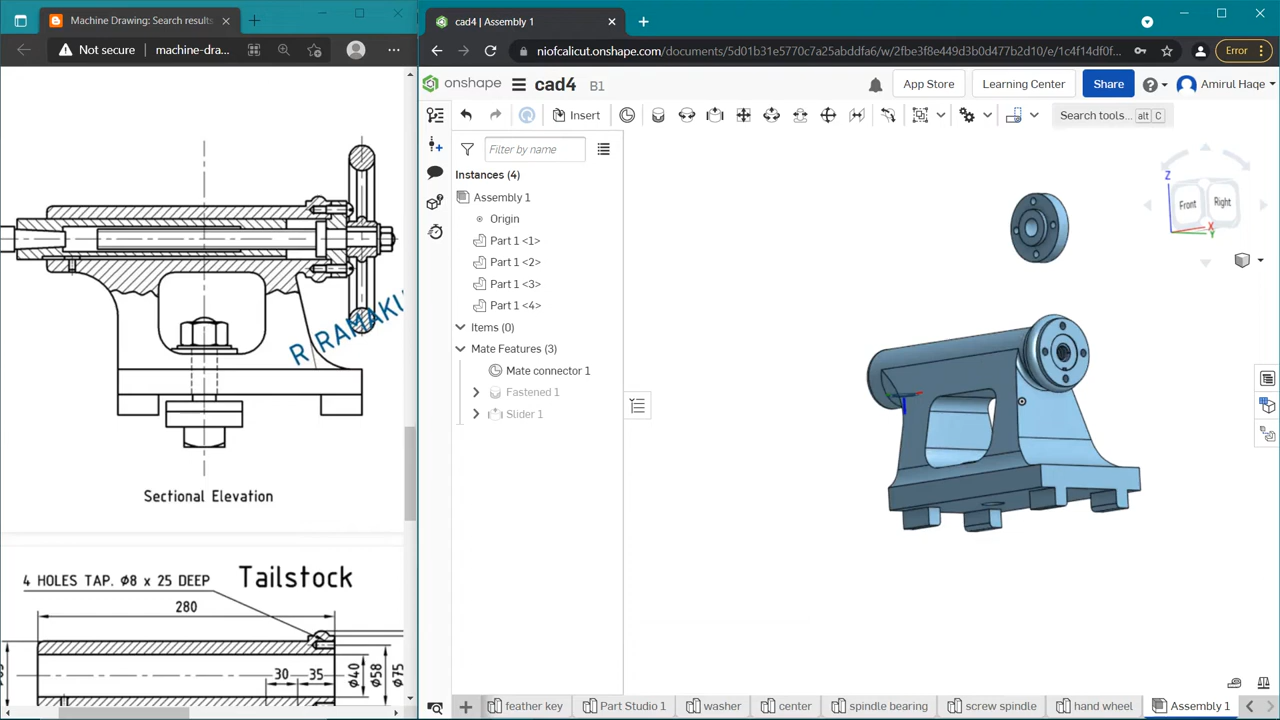 Machine Drawing: Search results
Not secure
machine-dra...
R RAMAKI
Sectional Elevation
4 HOLES TAP. Ø8 x 25 DEEP
Tailstock
280
30
35
Ø40
Ø58
Ø75
cad4 | Assembly 1
niofcalicut.onshape.com/documents/5d01b31e5770c7a25abddfa6/w/2fbe3f8e449d3b0d477b2d10/e/1c4f14df0f...
Error
onshape
cad4
B1
App Store
Learning Center
Share
Amirul Haqe
Insert
Search tools...
alt C
Filter by name
Instances (4)
Assembly 1
Origin
Part 1 <1>
Part 1 <2>
Part 1 <3>
Part 1 <4>
Items (0)
Mate Features (3)
Mate connector 1
Fastened 1
Slider 1
Z
Front
Right
X
Y
feather key
Part Studio 1
washer
center
spindle bearing
screw spindle
hand wheel
Assembly 1